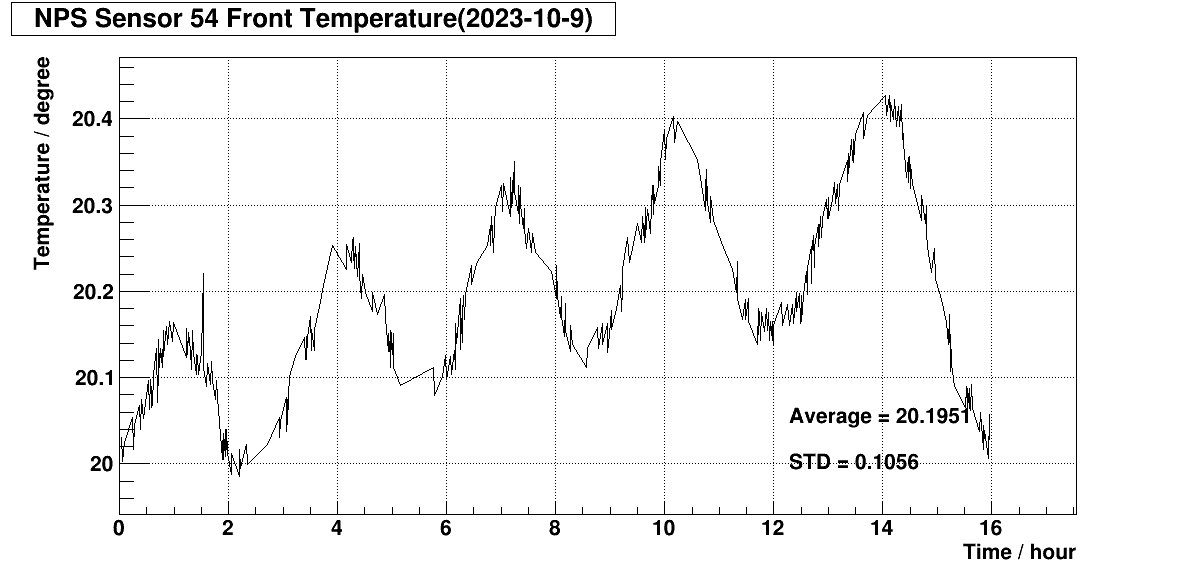 NPS Sensor 54 Front Temperature(2023-10-9)
Temperature / degree
20.4
20.3
20.2
20.1
20
Average = 20.1951
STD = 0.1056
0 2 4 6 8 10 12 14 16
Time / hour